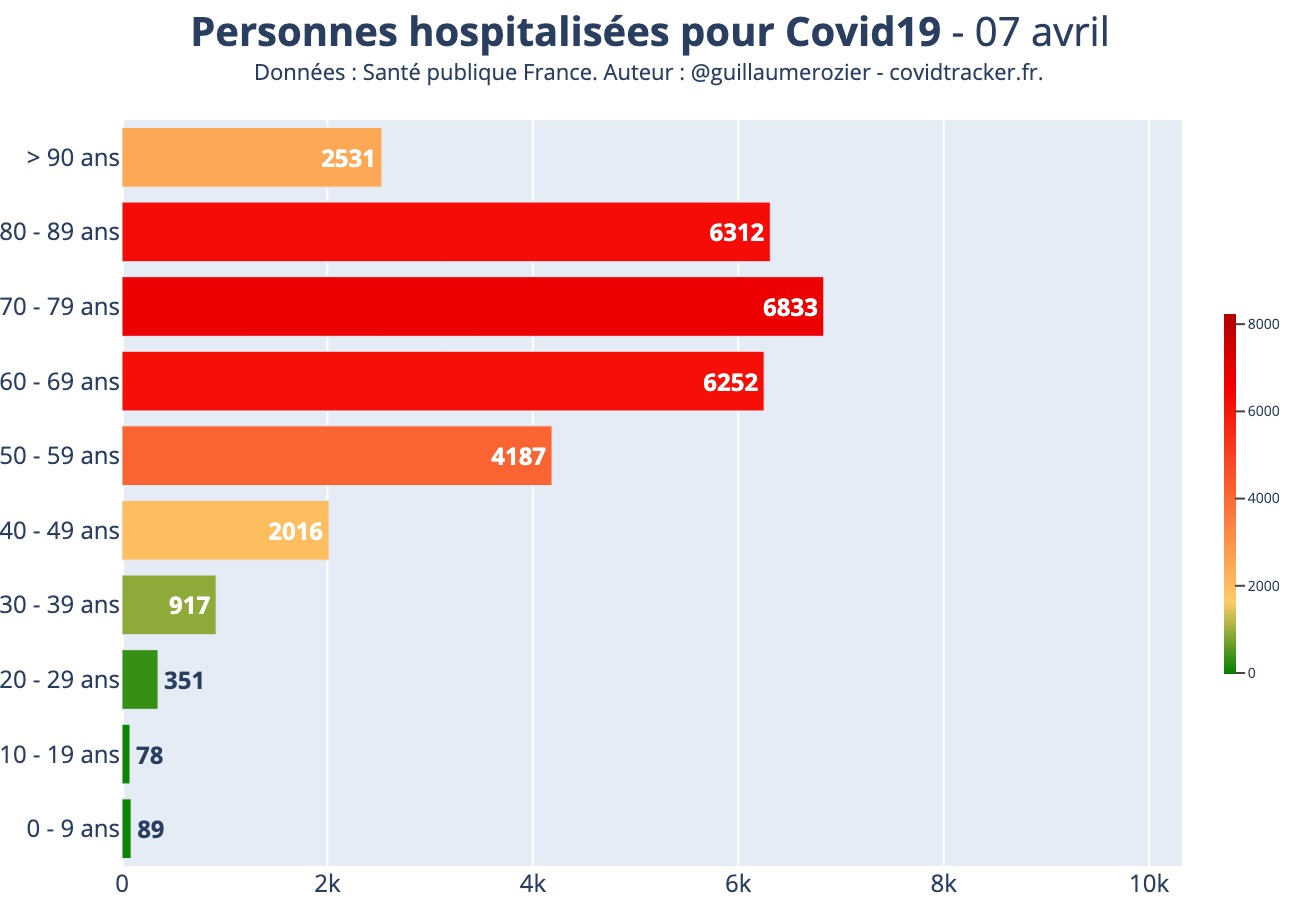 Personnes hospitalisées pour Covid19 - 07 avril
Données : Santé publique France. Auteur : @guillaumerozier - covidtracker.fr.
> 90 ans 2531
80 - 89 ans 6312
70 - 79 ans 6833
60 - 69 ans 6252
50 - 59 ans 4187
40 - 49 ans 2016
30 - 39 ans 917
20 - 29 ans 351
10 - 19 ans 78
0 - 9 ans 89
0 2k 4k 6k 8k 10k
8000
6000
4000
2000
0